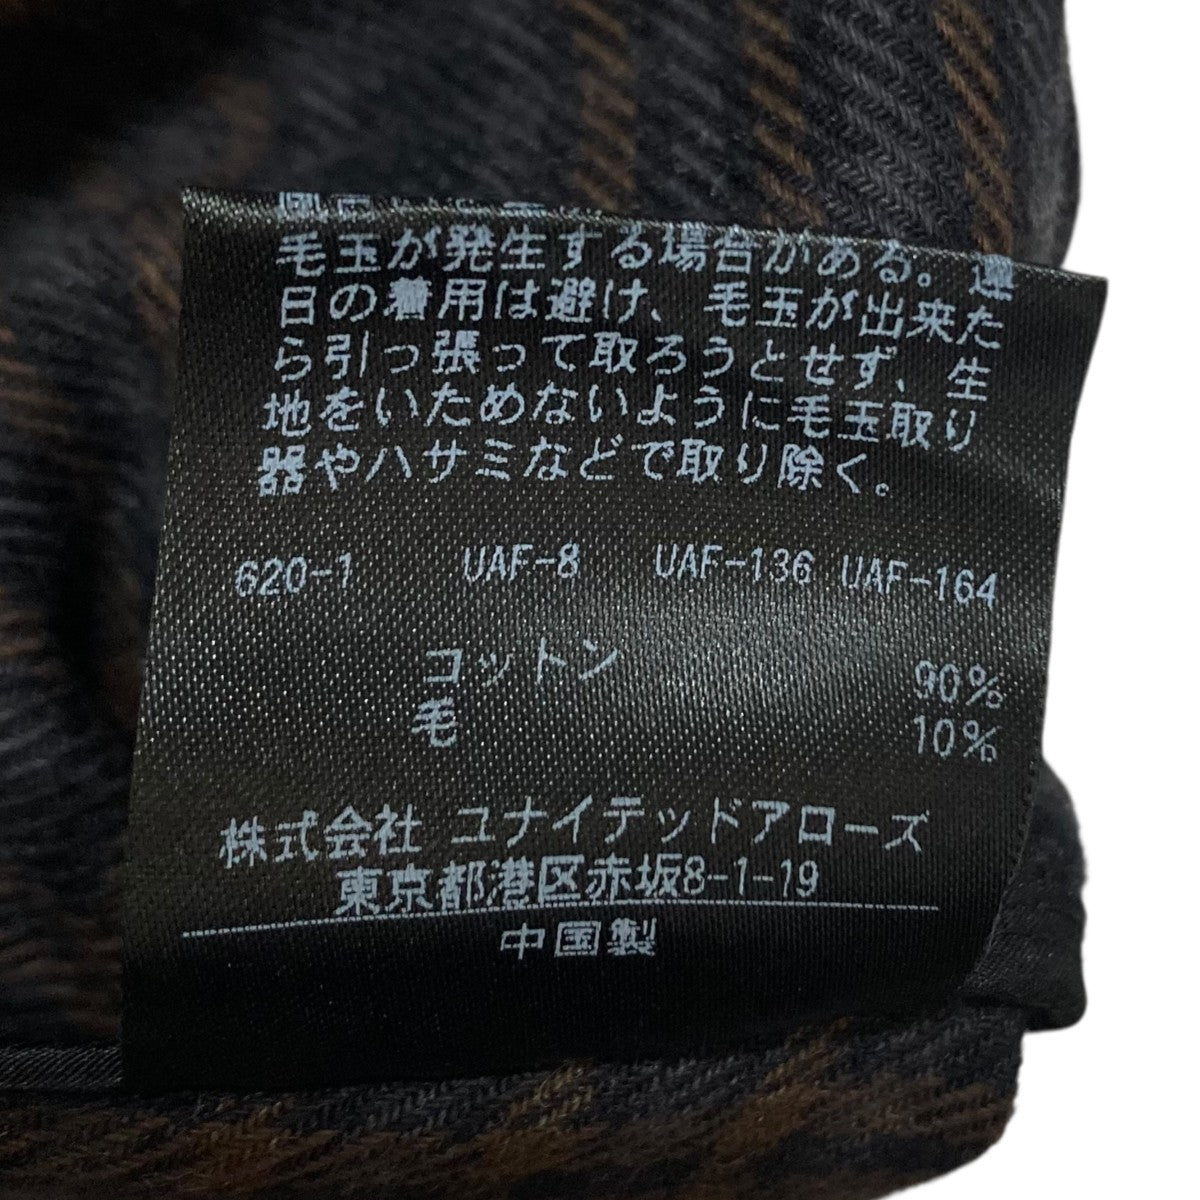 毛玉が発生する場合がある。連
日の着用は避け、毛玉が出来た
ら引っ張って取ろうとせず、生
地をいためないように毛玉取り
器やハサミなどで取り除く。
620-1 UAF-8 UAF-136 UAF-164
コットン 90%
毛 10%
株式会社 ユナイテッドアローズ
東京都港区赤坂8-1-19
中国製